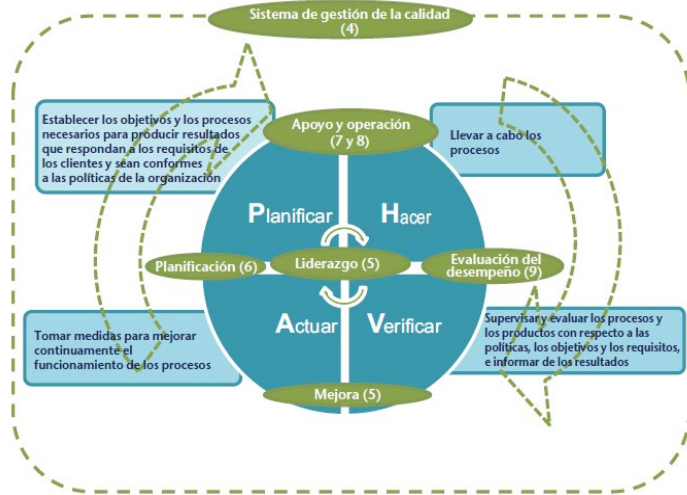 Sistema de gestión de la calidad
(4)
Establecer los objetivos y los procesos
necesarios para producir resultados
que respondan a los requisitos de
los clientes y sean conformes
a las políticas de la organización
Apoyo y operación
(7 y 8)
Llevar a cabo los
procesos
Planificar
Hacer
Planificación (6)
Liderazgo (5)
Evaluación del
desempeño (9)
Actuar
Verificar
Tomar medidas para mejorar
continuamente el
funcionamiento de los procesos
Supervisar y evaluar los procesos y
los productos con respecto a las
políticas, los objetivos y los requisitos,
e informar de los resultados
Mejora (5)